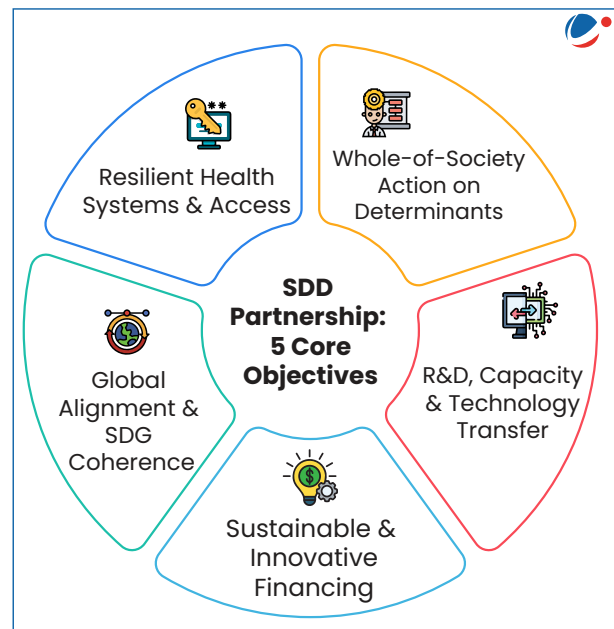 SDD
Partnership:
5 Core
Objectives
Resilient Health
Systems & Access
Whole-of-Society
Action on
Determinants
R&D, Capacity
& Technology
Transfer
Sustainable &
Innovative
Financing
Global
Alignment &
SDG
Coherence